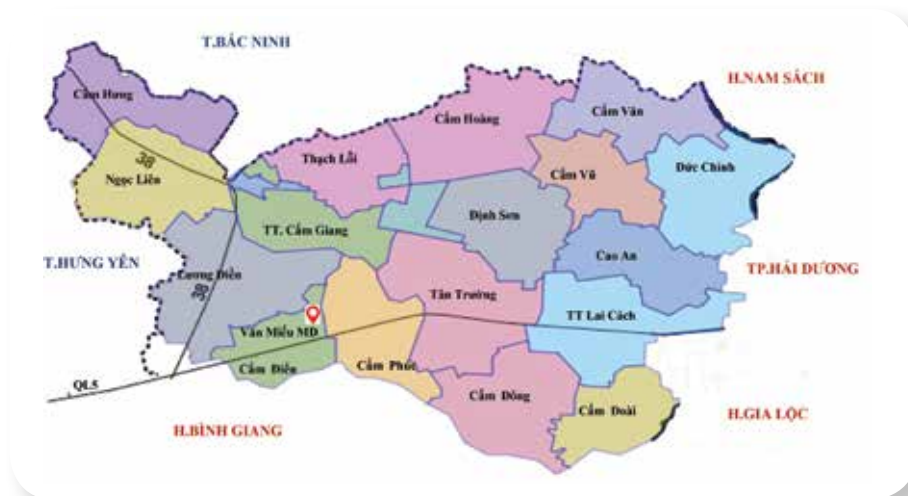 T.BẮC NINH
H.NAM SÁCH
Cẩm Hưng
Cẩm Hoàng
Cẩm Văn
38
Thạch Lỗi
Đức Chính
Ngọc Liên
Cẩm Vũ
Định Sơn
TT. Cẩm Giang
Cao An
T.HƯNG YÊN
TP.HẢI DƯƠNG
Lương Điền
38
Tân Trường
TT Lai Cách
Văn Miếu MĐ
Cẩm Điền
Cẩm Phúc
QL5
Cẩm Đông
Cẩm Đoài
H.GIA LỘC
H.BÌNH GIANG